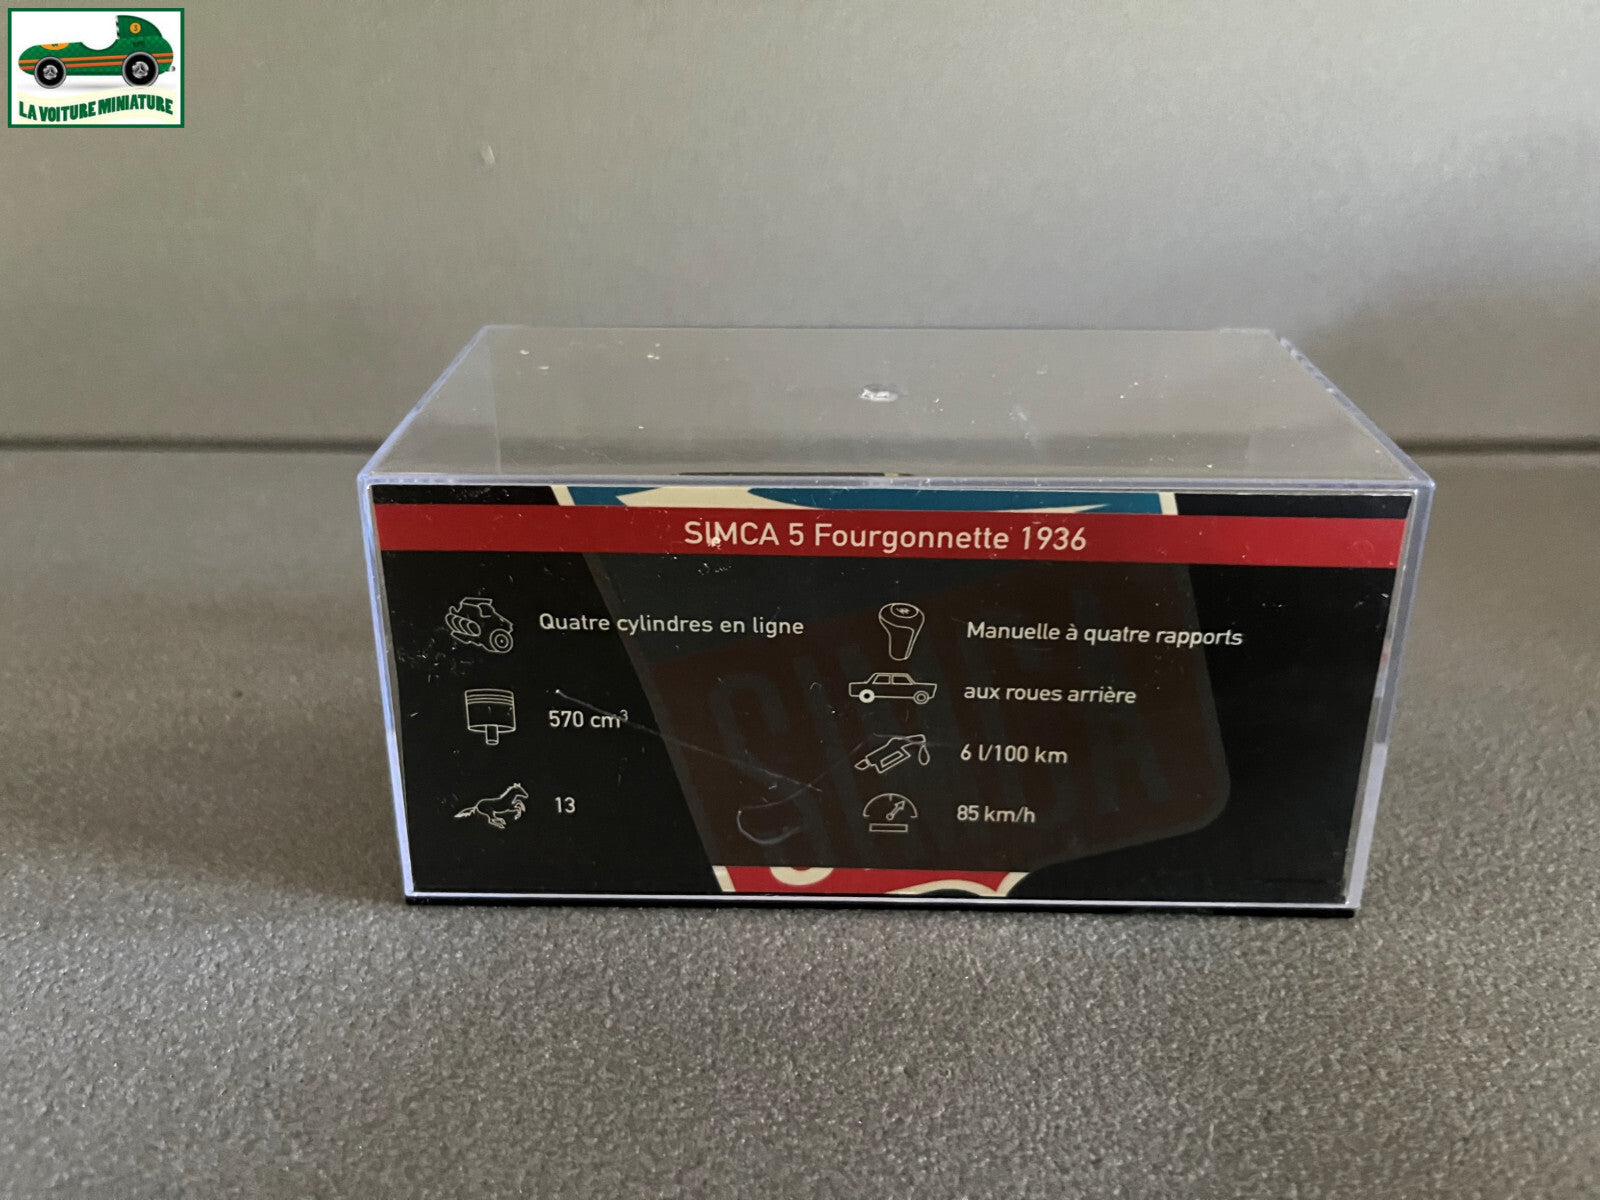 LA VOITURE MINIATURE
SIMCA 5 Fourgonnette 1936
Quatre cylindres en ligne
Manuelle à quatre rapports
570 cm³
aux roues arrière
6 l/100 km
13
85 km/h
SIMCA